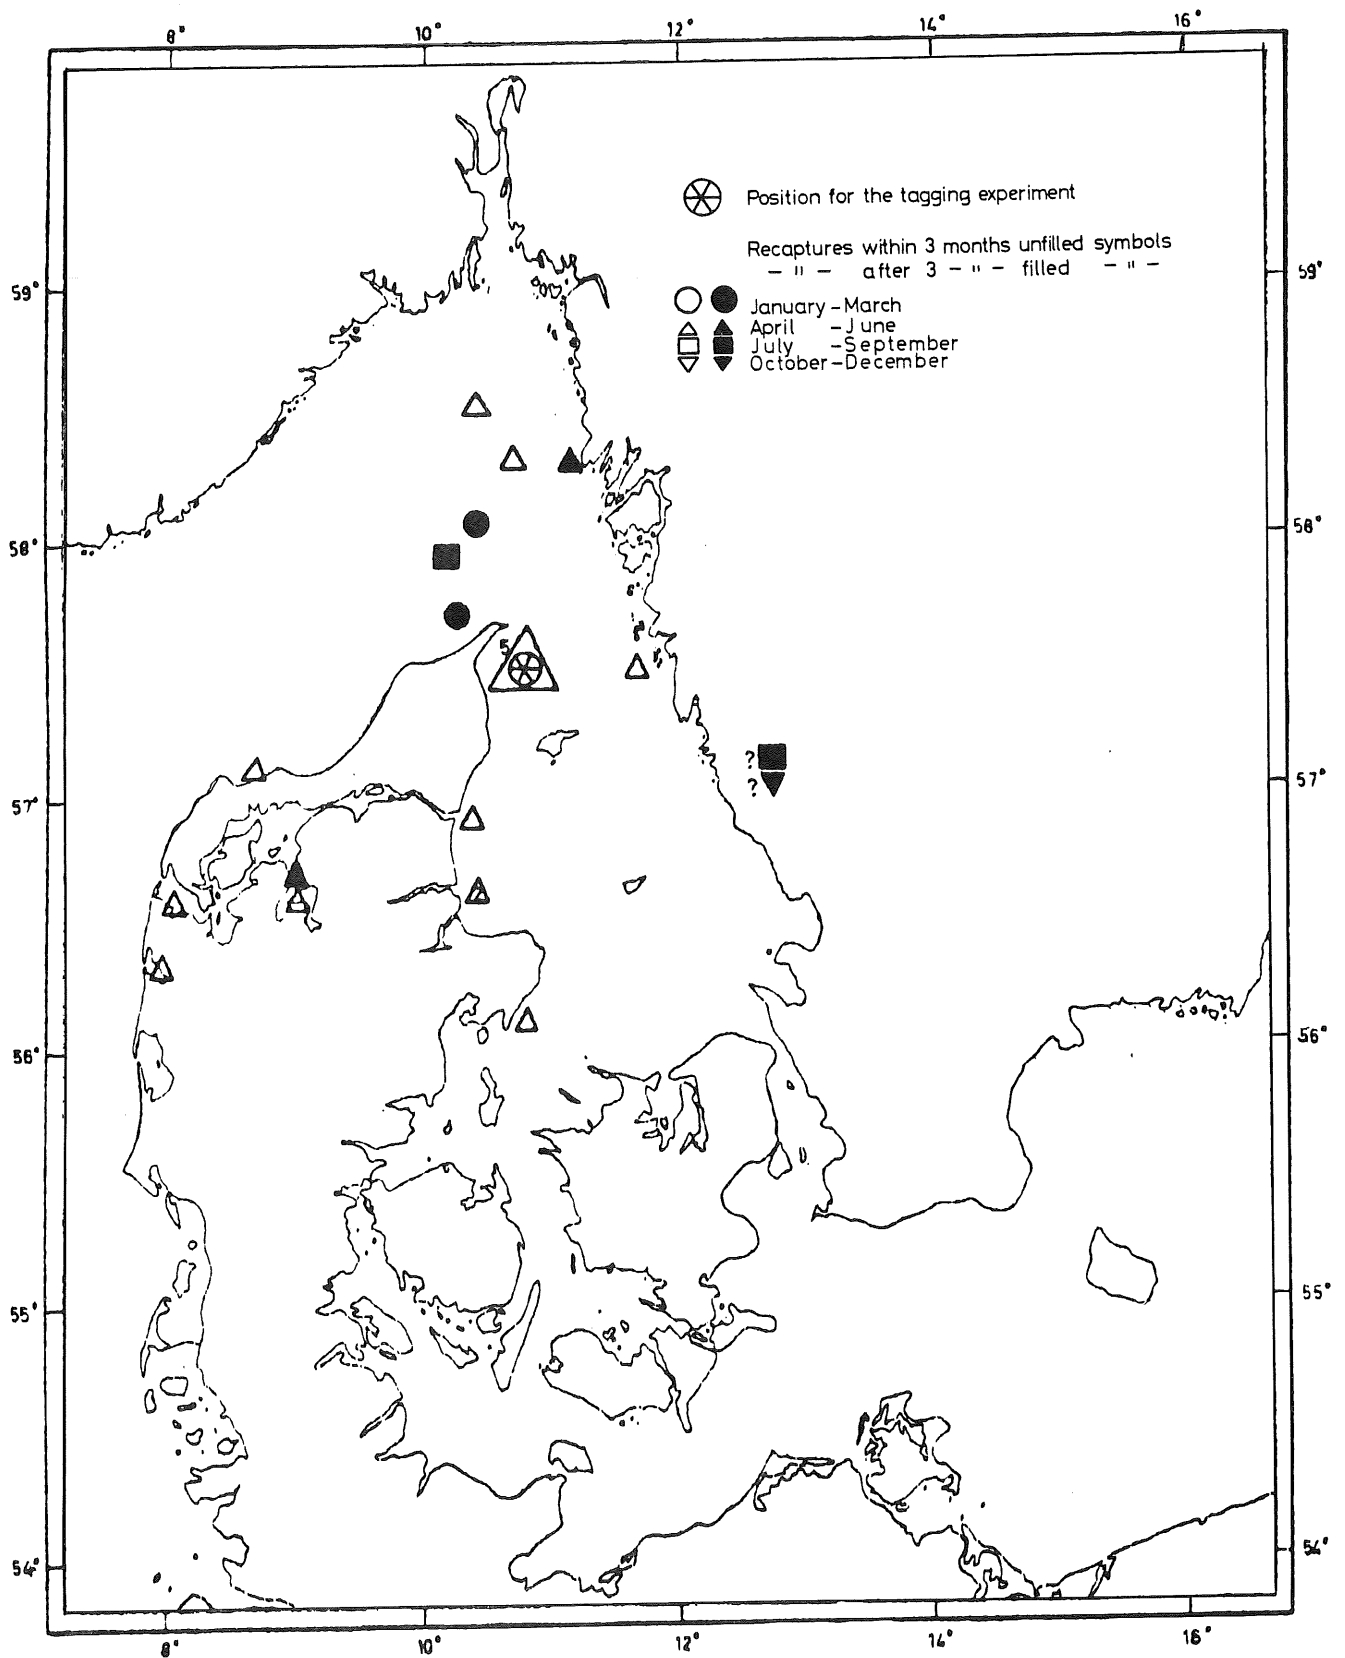 8° 10° 12° 14° 16°
Position for the tagging experiment
Recaptures within 3 months unfilled symbols
— " — after 3 — " — filled — " —
59° 59°
January - March
April - June
July - September
October - December
58° 58°
5
?
?
57° 57°
56° 56°
55° 55°
54° 54°
8° 10° 12° 14° 16°